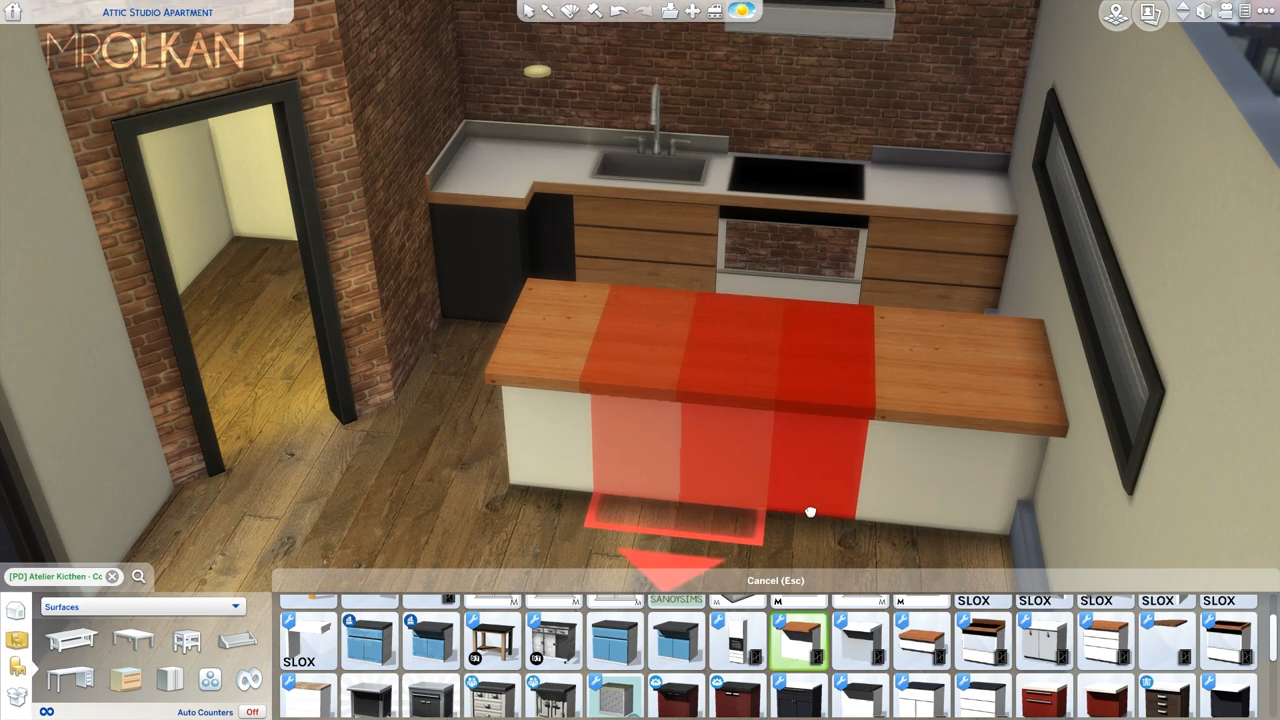 ATTIC STUDIO APARTMENT
MROLKAN
[PD] Atelier Kicthen - Cc
Cancel (Esc)
Surfaces
M
M
SANOYSIMS
M
M
M
M
SLOX
SLOX
SLOX
SLOX
SLOX
SLOX
Auto Counters
Off